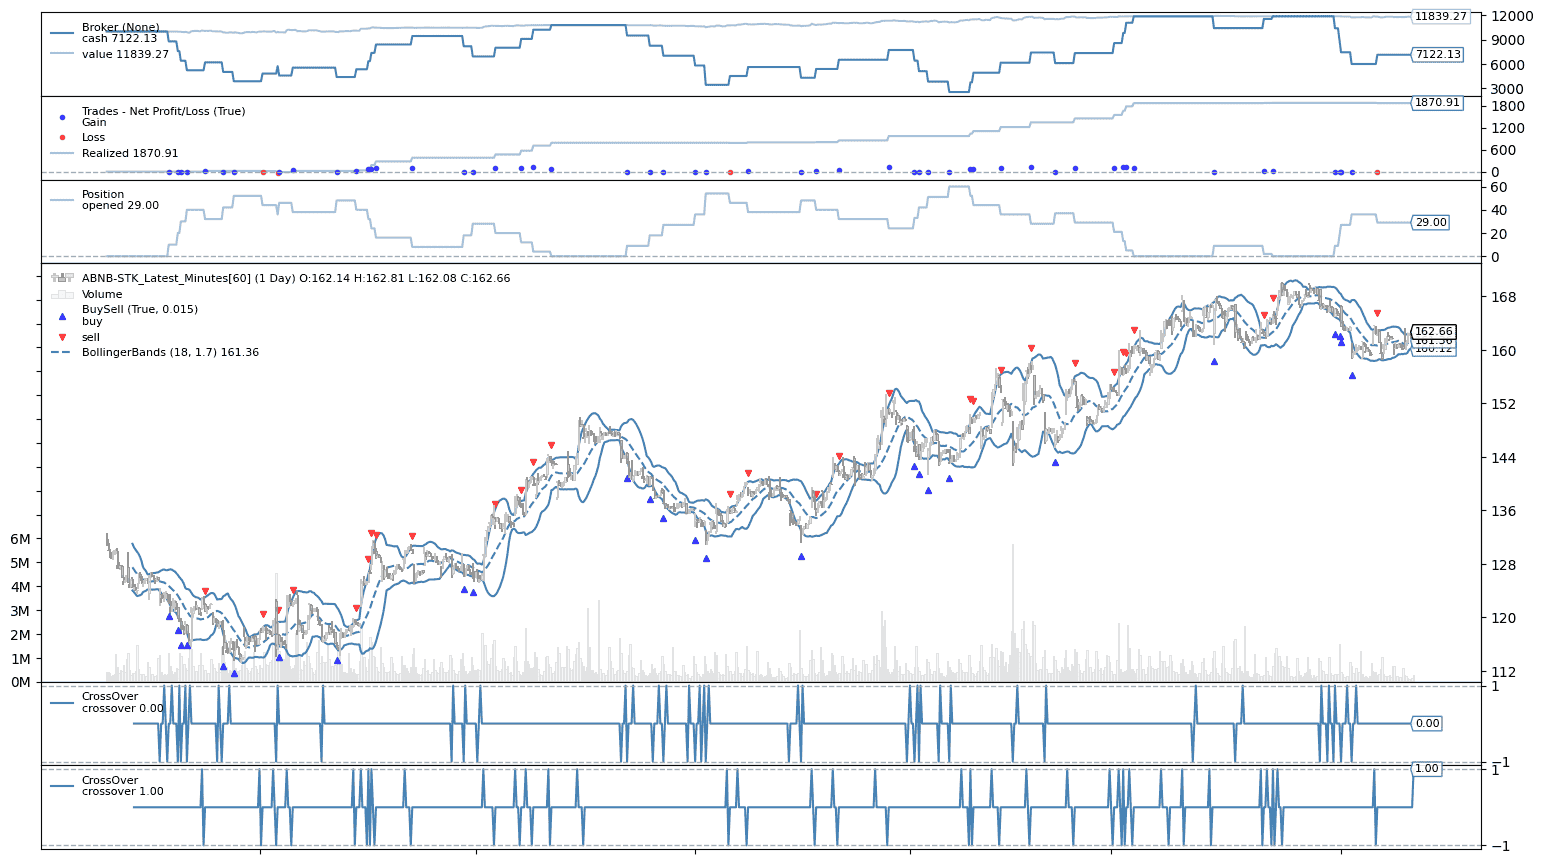 Broker (None)
cash 7122.13
value 11839.27
11839.27
7122.13
12000
9000
6000
3000
Trades - Net Profit/Loss (True)
Gain
Loss
Realized 1870.91
1870.91
1800
1200
600
0
Position
opened 29.00
29.00
60
40
20
0
ABNB-STK_Latest_Minutes[60] (1 Day) O:162.14 H:162.81 L:162.08 C:162.66
Volume
BuySell (True, 0.015)
buy
sell
BollingerBands (18, 1.7) 161.36
162.66
161.36
160.12
168
160
152
144
136
128
120
112
6M
5M
4M
3M
2M
1M
0M
CrossOver
crossover 0.00
0.00
1
−1
CrossOver
crossover 1.00
1.00
1
−1